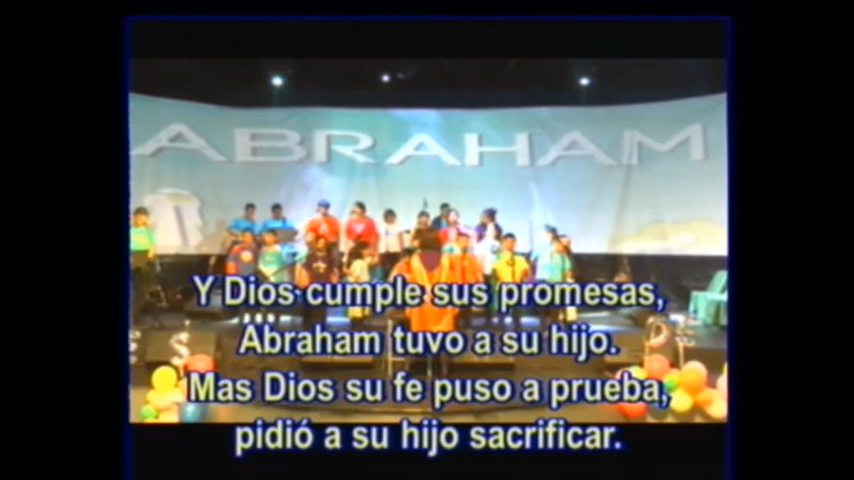 ABRAHAM
Y Dios cumple sus promesas,
Abraham tuvo a su hijo.
Mas Dios su fe puso a prueba,
pidió a su hijo sacrificar.